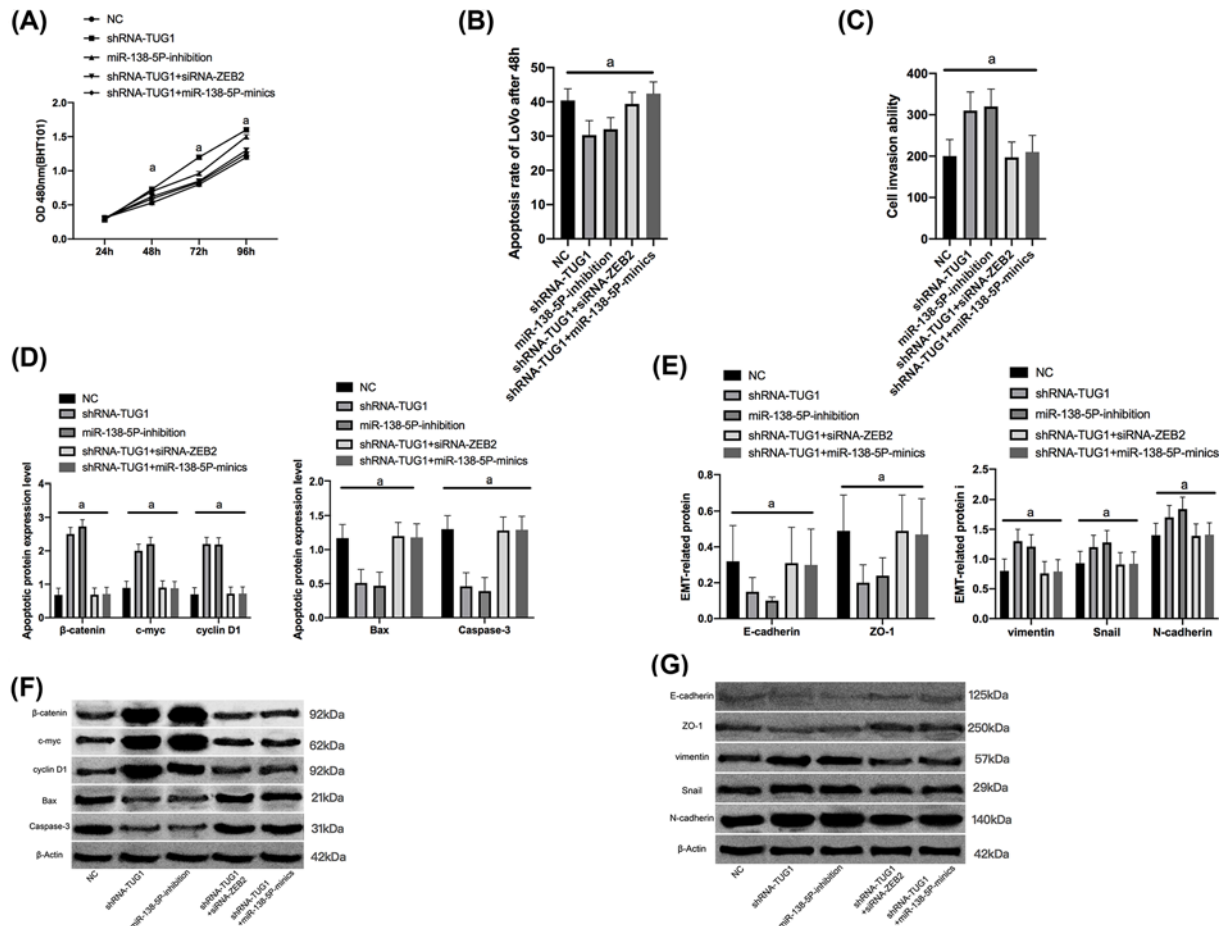 (A)
NC
shRNA-TUG1
miR-138-5P-inhibition
shRNA-TUG1+siRNA-ZEB2
shRNA-TUG1+miR-138-5P-minics
OD 480nm(BHT101)
2.0
1.5
1.0
0.5
0.0
a
a
a
24h
48h
72h
96h
(B)
Apoptosis rate of LoVo after 48h
a
50
40
30
20
10
0
NC
shRNA-TUG1
miR-138-5P-inhibition
shRNA-TUG1+siRNA-ZEB2
shRNA-TUG1+miR-138-5P-minics
(C)
Cell invasion ability
a
400
300
200
100
0
NC
shRNA-TUG1
miR-138-5P-inhibition
shRNA-TUG1+siRNA-ZEB2
shRNA-TUG1+miR-138-5P-minics
(D)
NC
shRNA-TUG1
miR-138-5P-inhibition
shRNA-TUG1+siRNA-ZEB2
shRNA-TUG1+miR-138-5P-minics
Apoptotic protein expression level
4
3
2
1
0
a
a
a
β-catenin
c-myc
cyclin D1
NC
shRNA-TUG1
miR-138-5P-inhibition
shRNA-TUG1+siRNA-ZEB2
shRNA-TUG1+miR-138-5P-minics
Apoptotic protein expression level
2.0
1.5
1.0
0.5
0.0
a
a
Bax
Caspase-3
(E)
NC
shRNA-TUG1
miR-138-5P-inhibition
shRNA-TUG1+siRNA-ZEB2
shRNA-TUG1+miR-138-5P-minics
EMT-related protein
0.8
0.6
0.4
0.2
0.0
a
a
E-cadherin
ZO-1
NC
shRNA-TUG1
miR-138-5P-inhibition
shRNA-TUG1+siRNA-ZEB2
shRNA-TUG1+miR-138-5P-minics
EMT-related protein i
2.5
2.0
1.5
1.0
0.5
0.0
a
a
a
vimentin
Snail
N-cadherin
(F)
β-catenin
92kDa
c-myc
62kDa
cyclin D1
92kDa
Bax
21kDa
Caspase-3
31kDa
β-Actin
42kDa
NC
shRNA-TUG1
miR-138-5P-inhibition
shRNA-TUG1
+siRNA-ZEB2
shRNA-TUG1
+miR-138-5P-minics
(G)
E-cadherin
125kDa
ZO-1
250kDa
vimentin
57kDa
Snail
29kDa
N-cadherin
140kDa
β-Actin
42kDa
NC
shRNA-TUG1
miR-138-5P-inhibition
shRNA-TUG1
+siRNA-ZEB2
shRNA-TUG1
+miR-138-5P-minics